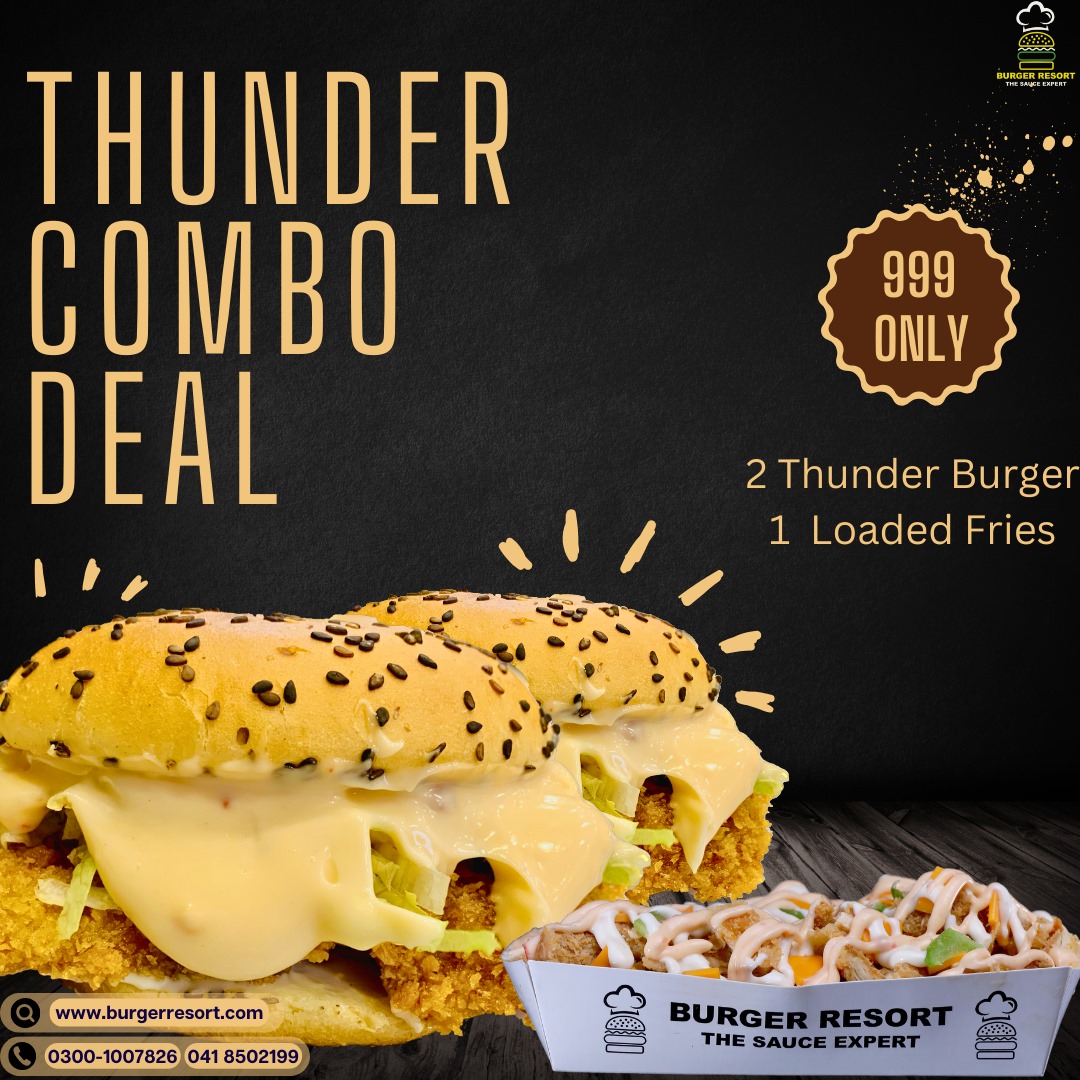 BURGER RESORT
THE SAUCE EXPERT
THUNDER
COMBO
DEAL
999
ONLY
2 Thunder Burger
1 Loaded Fries
BURGER RESORT
THE SAUCE EXPERT
www.burgerresort.com
0300-1007826 041 8502199